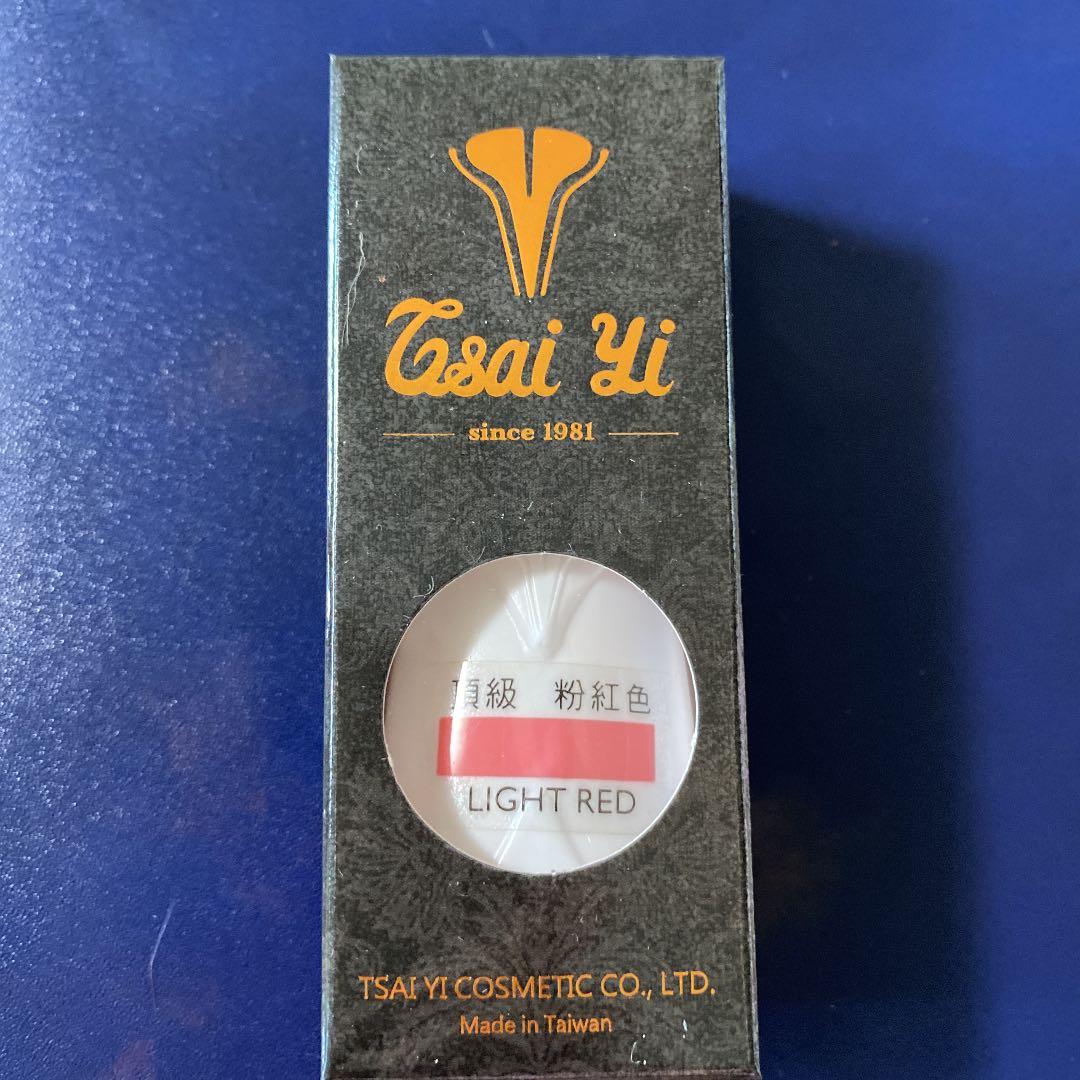 Tsai Yi
since 1981
頂級 粉紅色
LIGHT RED
TSAI YI COSMETIC CO., LTD.
Made in Taiwan